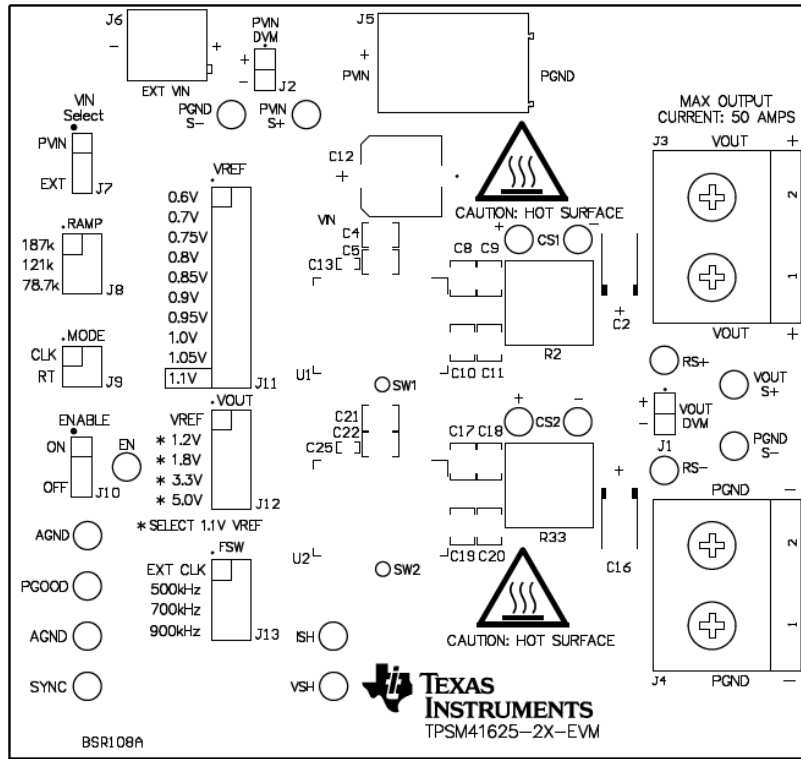 J6
- +
EXT VIN
PVIN
DVM
+
-
J2
PGND
S-
PVIN
S+
J5
+
PVIN
PGND
MAX OUTPUT
CURRENT: 50 AMPS
J3 VOUT +
2
1
VOUT +
VIN
Select
PVIN
EXT
J7
VREF
0.6V
0.7V
0.75V
0.8V
0.85V
0.9V
0.95V
1.0V
1.05V
1.1V
J11
RAMP
187k
121k
78.7k
J8
MODE
CLK
RT
J9
ENABLE
ON
OFF
J10
EN
VOUT
VREF
* 1.2V
* 1.8V
* 3.3V
* 5.0V
J12
*SELECT 1.1V VREF
FSW
EXT CLK
500kHz
700kHz
900kHz
J13
AGND
PGOOD
AGND
SYNC
C12
+
VIN
C4
C5
C13
U1
SW1
CAUTION: HOT SURFACE
+ CS1 -
C8 C9
R2
C10 C11
+
C2
C21
C22
C25
U2
SW2
+ CS2 -
C17 C18
R33
C19 C20
+
C16
CAUTION: HOT SURFACE
RS+
VOUT
S+
+
-
VOUT
DVM
J1
PGND
S-
RS-
PGND -
2
1
J4 PGND -
ISH
VSH
TEXAS
INSTRUMENTS
TPSM41625-2X-EVM
BSR108A